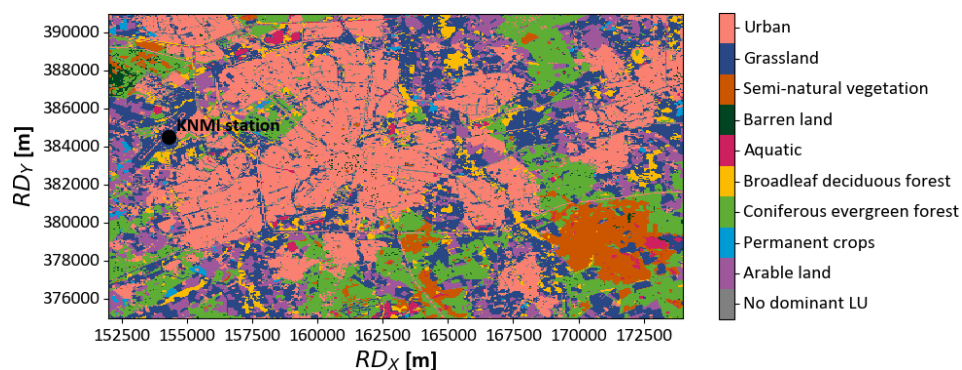 390000
388000
386000
384000
382000
380000
378000
376000
RD_Y [m]
KNMI station
152500 155000 157500 160000 162500 165000 167500 170000 172500
RD_X [m]
Urban
Grassland
Semi-natural vegetation
Barren land
Aquatic
Broadleaf deciduous forest
Coniferous evergreen forest
Permanent crops
Arable land
No dominant LU